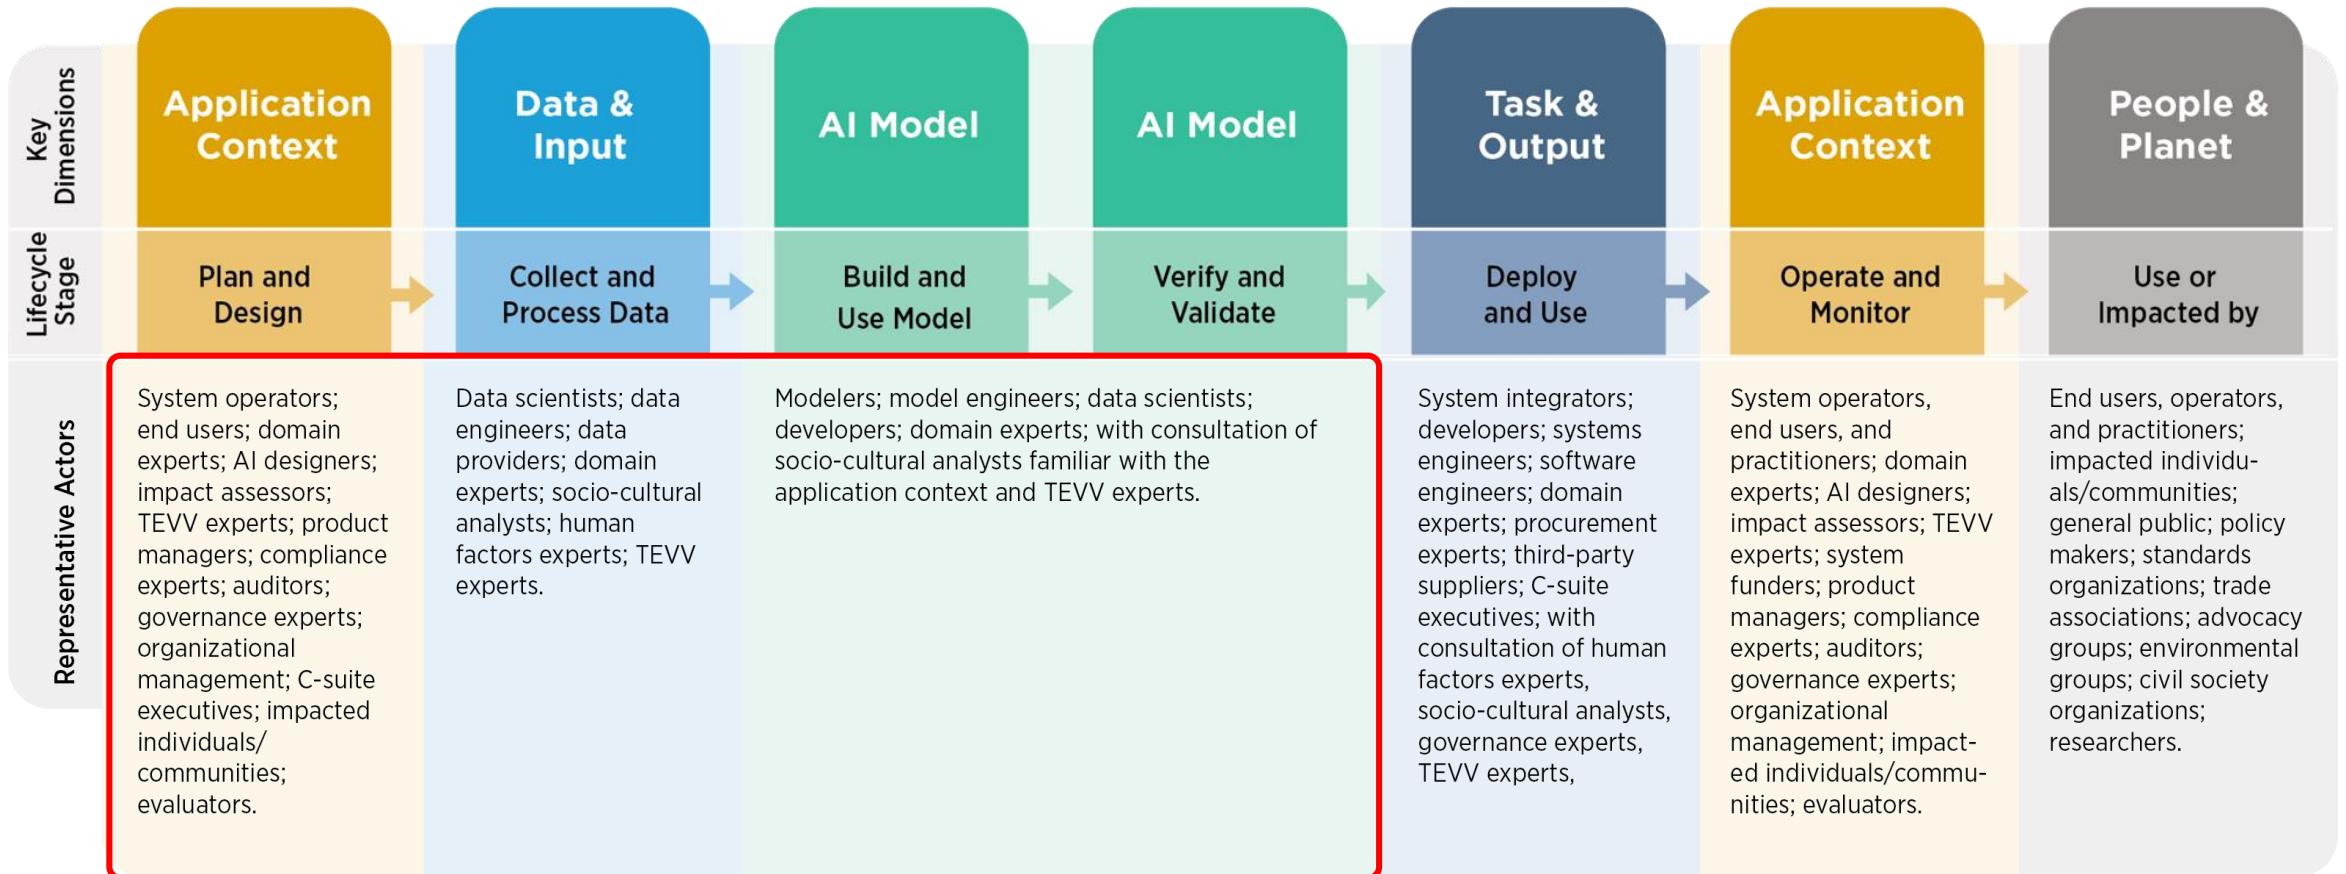 Key
Dimensions
Application
Context
Data &
Input
AI Model
AI Model
Task &
Output
Application
Context
People &
Planet
Lifecycle
Stage
Plan and
Design
Collect and
Process Data
Build and
Use Model
Verify and
Validate
Deploy
and Use
Operate and
Monitor
Use or
Impacted by
Representative Actors
System operators;
end users; domain
experts; AI designers;
impact assessors;
TEVV experts; product
managers; compliance
experts; auditors;
governance experts;
organizational
management; C-suite
executives; impacted
individuals/
communities;
evaluators.
Data scientists; data
engineers; data
providers; domain
experts; socio-cultural
analysts; human
factors experts; TEVV
experts.
Modelers; model engineers; data scientists;
developers; domain experts; with consultation of
socio-cultural analysts familiar with the
application context and TEVV experts.
System integrators;
developers; systems
engineers; software
engineers; domain
experts; procurement
experts; third-party
suppliers; C-suite
executives; with
consultation of human
factors experts,
socio-cultural analysts,
governance experts,
TEVV experts,
System operators,
end users, and
practitioners; domain
experts; AI designers;
impact assessors; TEVV
experts; system
funders; product
managers; compliance
experts; auditors;
governance experts;
organizational
management; impact-
ed individuals/commu-
nities; evaluators.
End users, operators,
and practitioners;
impacted individu-
als/communities;
general public; policy
makers; standards
organizations; trade
associations; advocacy
groups; environmental
groups; civil society
organizations;
researchers.